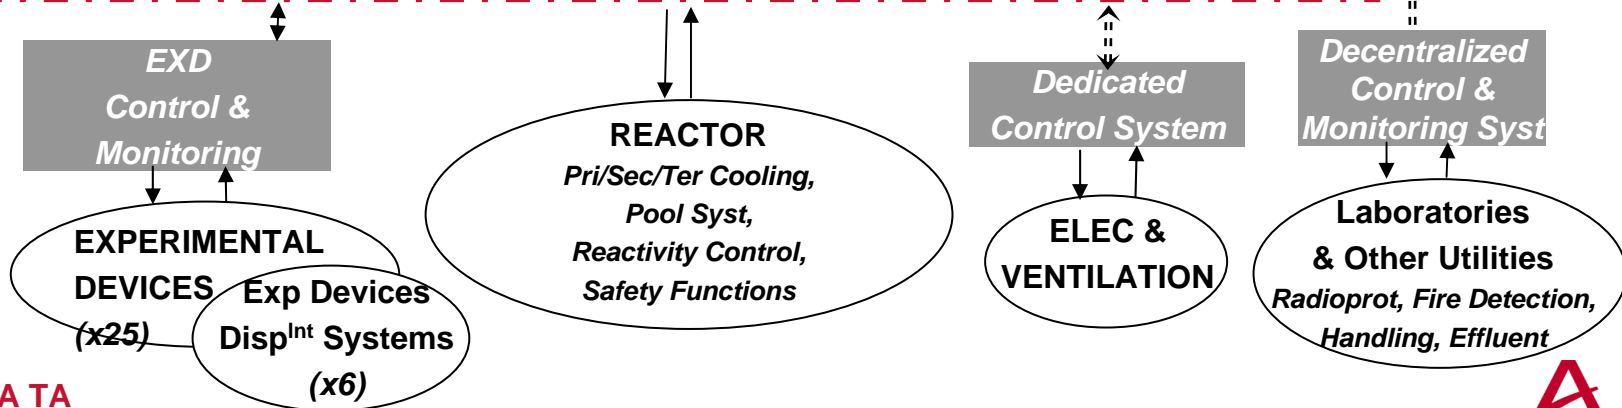 EXD
Control &
Monitoring
EXPERIMENTAL
DEVICES
(x25)
Exp Devices
Disp^Int Systems
(x6)
REACTOR
Pri/Sec/Ter Cooling,
Pool Syst,
Reactivity Control,
Safety Functions
Dedicated
Control System
ELEC &
VENTILATION
Decentralized
Control &
Monitoring Syst
Laboratories
& Other Utilities
Radioprot, Fire Detection,
Handling, Effluent
A TA